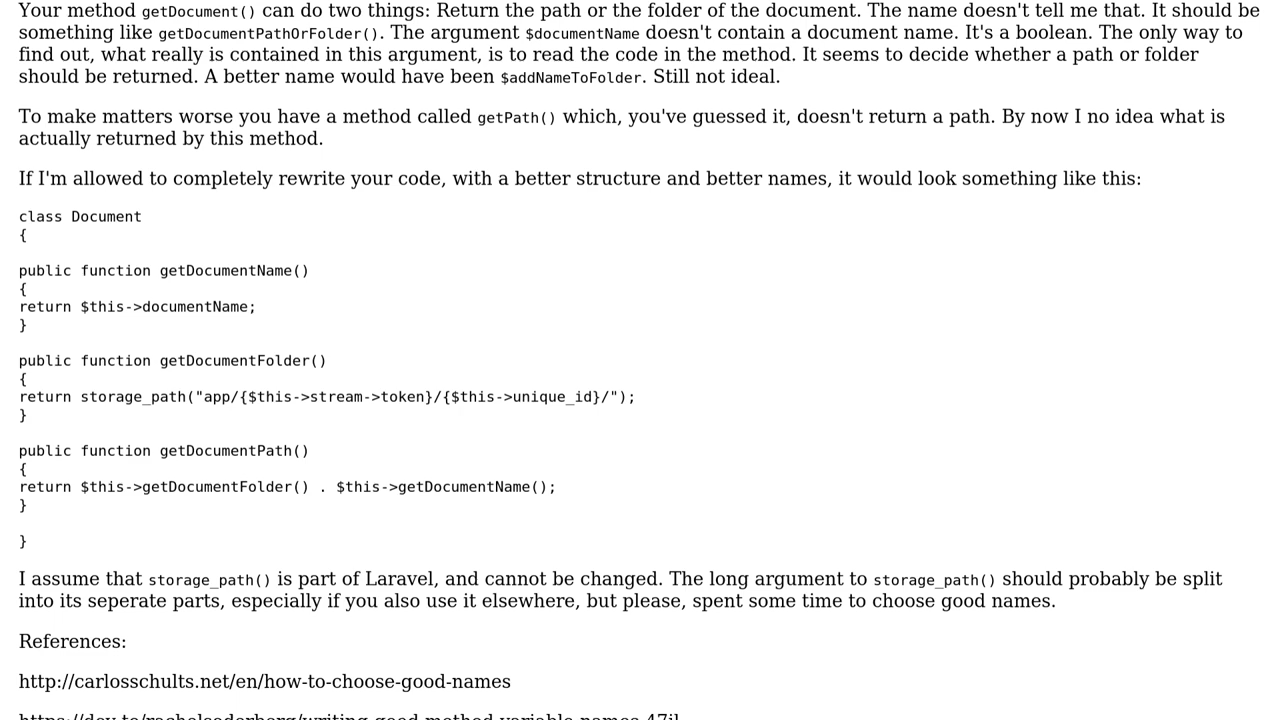 Your method getDocument() can do two things: Return the path or the folder of the document. The name doesn't tell me that. It should be
something like getDocumentPathOrFolder(). The argument $documentName doesn't contain a document name. It's a boolean. The only way to
find out, what really is contained in this argument, is to read the code in the method. It seems to decide whether a path or folder
should be returned. A better name would have been $addNameToFolder. Still not ideal.
To make matters worse you have a method called getPath() which, you've guessed it, doesn't return a path. By now I no idea what is
actually returned by this method.
If I'm allowed to completely rewrite your code, with a better structure and better names, it would look something like this:
class Document
{
public function getDocumentName()
{
return $this->documentName;
}
public function getDocumentFolder()
{
return storage_path("app/{$this->stream->token}/{$this->unique_id}/");
}
public function getDocumentPath()
{
return $this->getDocumentFolder() . $this->getDocumentName();
}
}
I assume that storage_path() is part of Laravel, and cannot be changed. The long argument to storage_path() should probably be split
into its seperate parts, especially if you also use it elsewhere, but please, spent some time to choose good names.
References:
http://carlosschults.net/en/how-to-choose-good-names